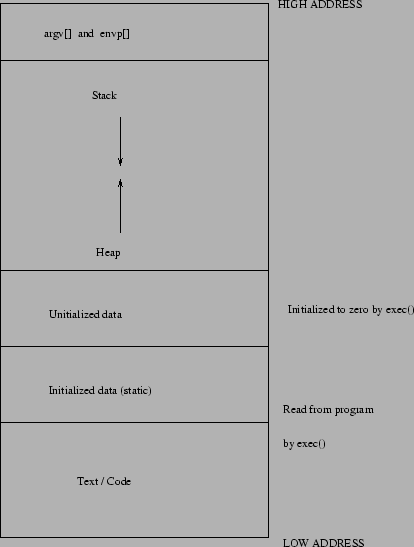 HIGH ADDRESS
argv[] and envp[]
Stack
Heap
Unitialized data
Initialized to zero by exec()
Initialized data (static)
Read from program
by exec()
Text / Code
LOW ADDRESS